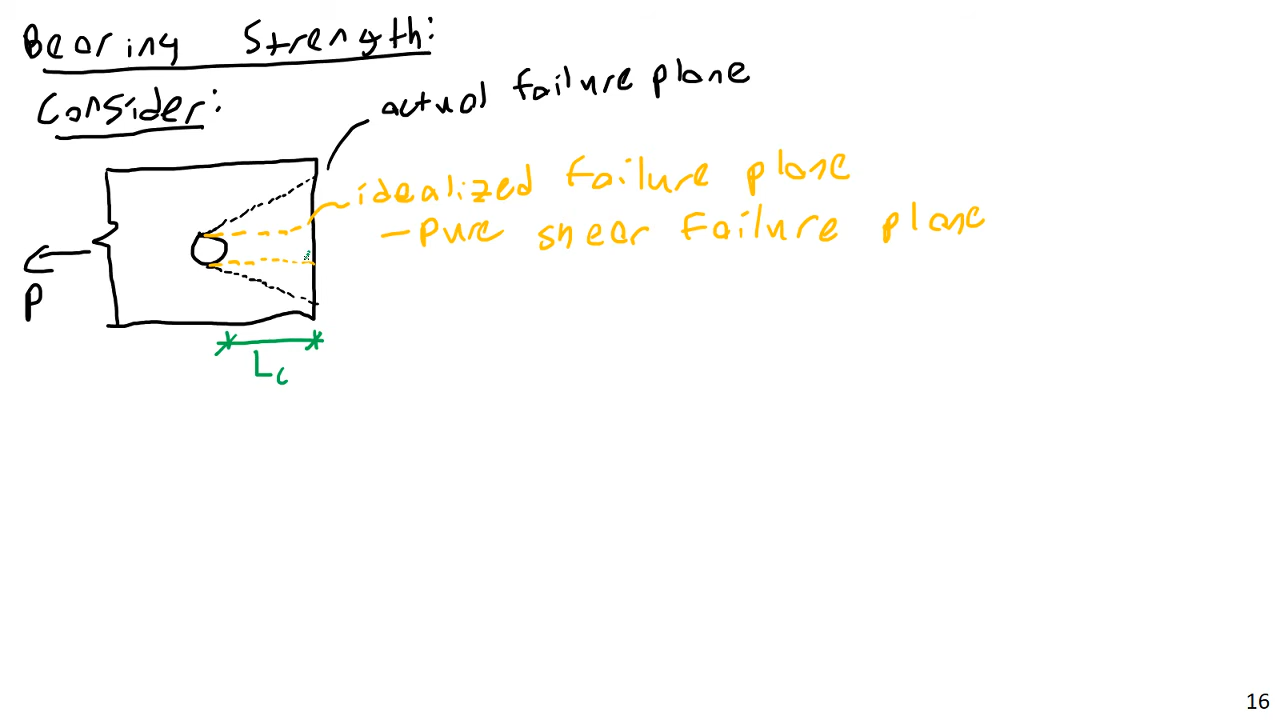 Bearing Strength:
Consider:
actual failure plane
idealized failure plane
- pure shear failure plane
P
Lc
16